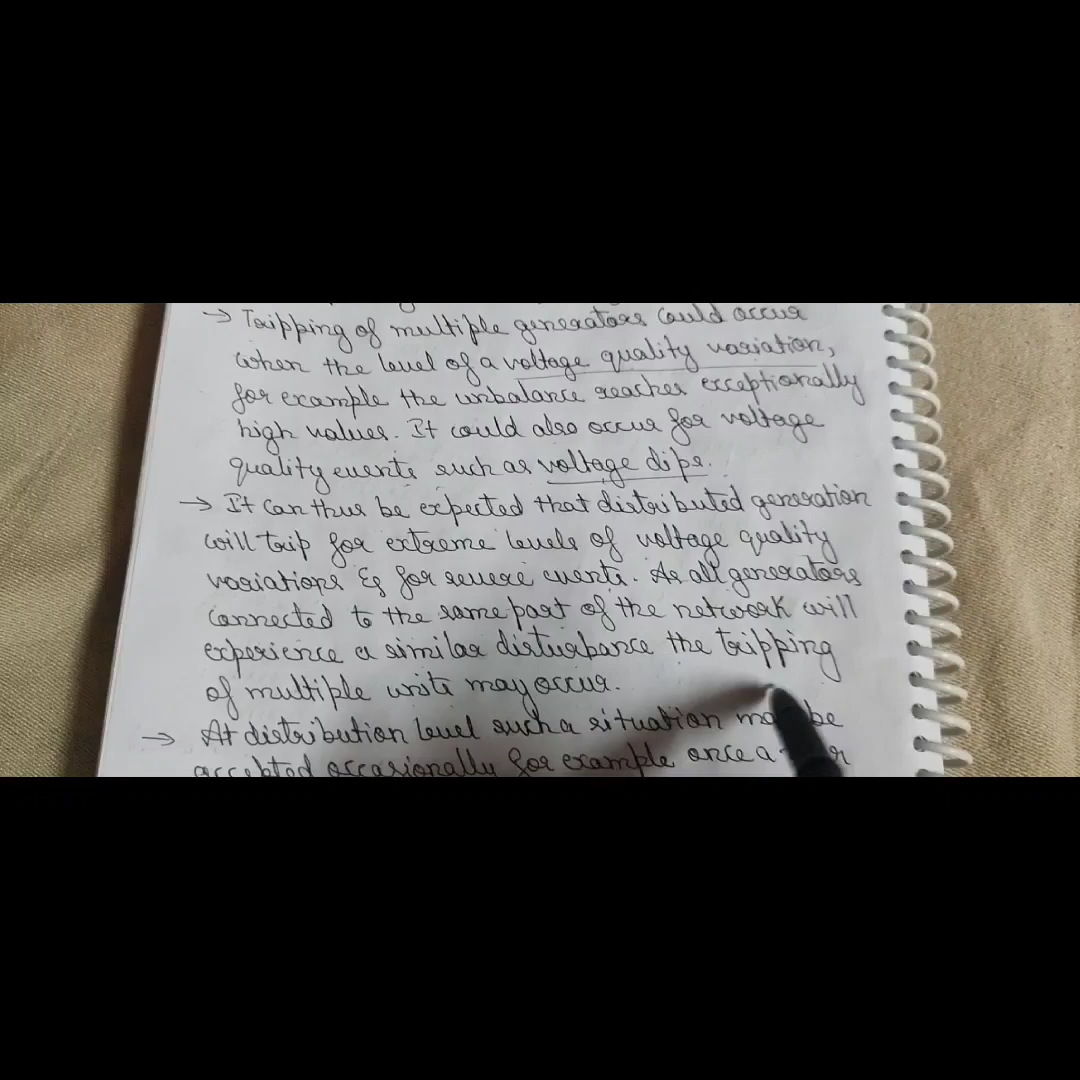 → Tripping of multiple generators could occur
when the level of a voltage quality variation,
for example the unbalance reaches exceptionally
high values. It could also occur for voltage
quality events such as voltage dips.
→ It can thus be expected that distributed generation
will trip for extreme levels of voltage quality
variations & for severe events. As all generators
connected to the same part of the network will
experience a similar disturbance the tripping
of multiple units may occur.
→ At distribution level such a situation may be
accepted occasionally for example once a